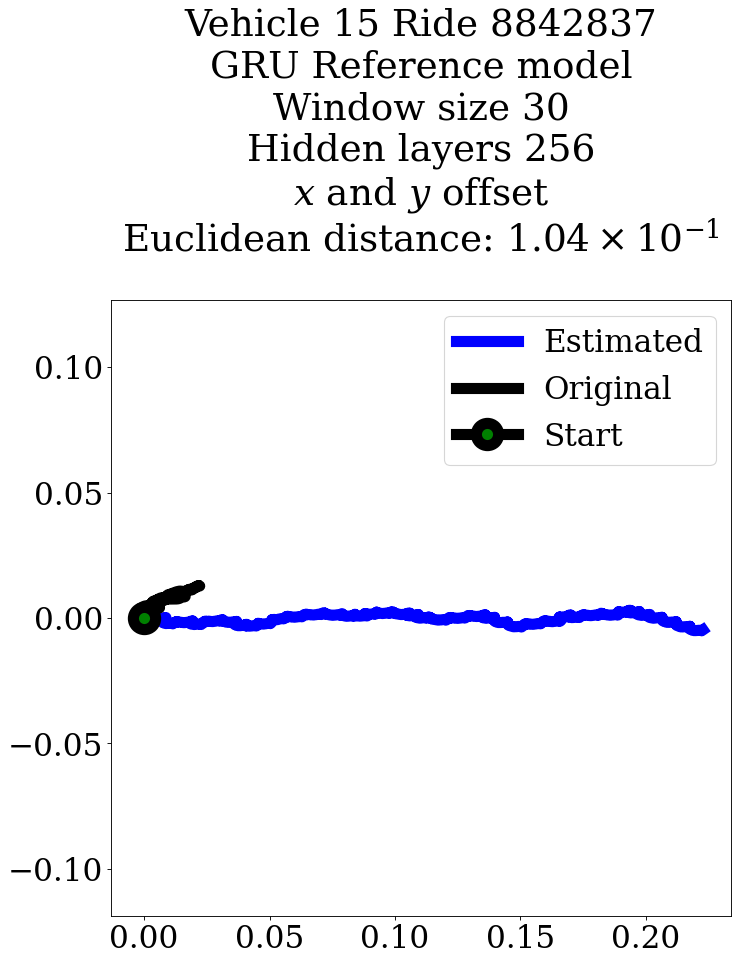 Vehicle 15 Ride 8842837
GRU Reference model
Window size 30
Hidden layers 256
x and y offset
Euclidean distance: 1.04 × 10⁻¹
Estimated
Original
Start
0.10
0.05
0.00
−0.05
−0.10
0.00 0.05 0.10 0.15 0.20